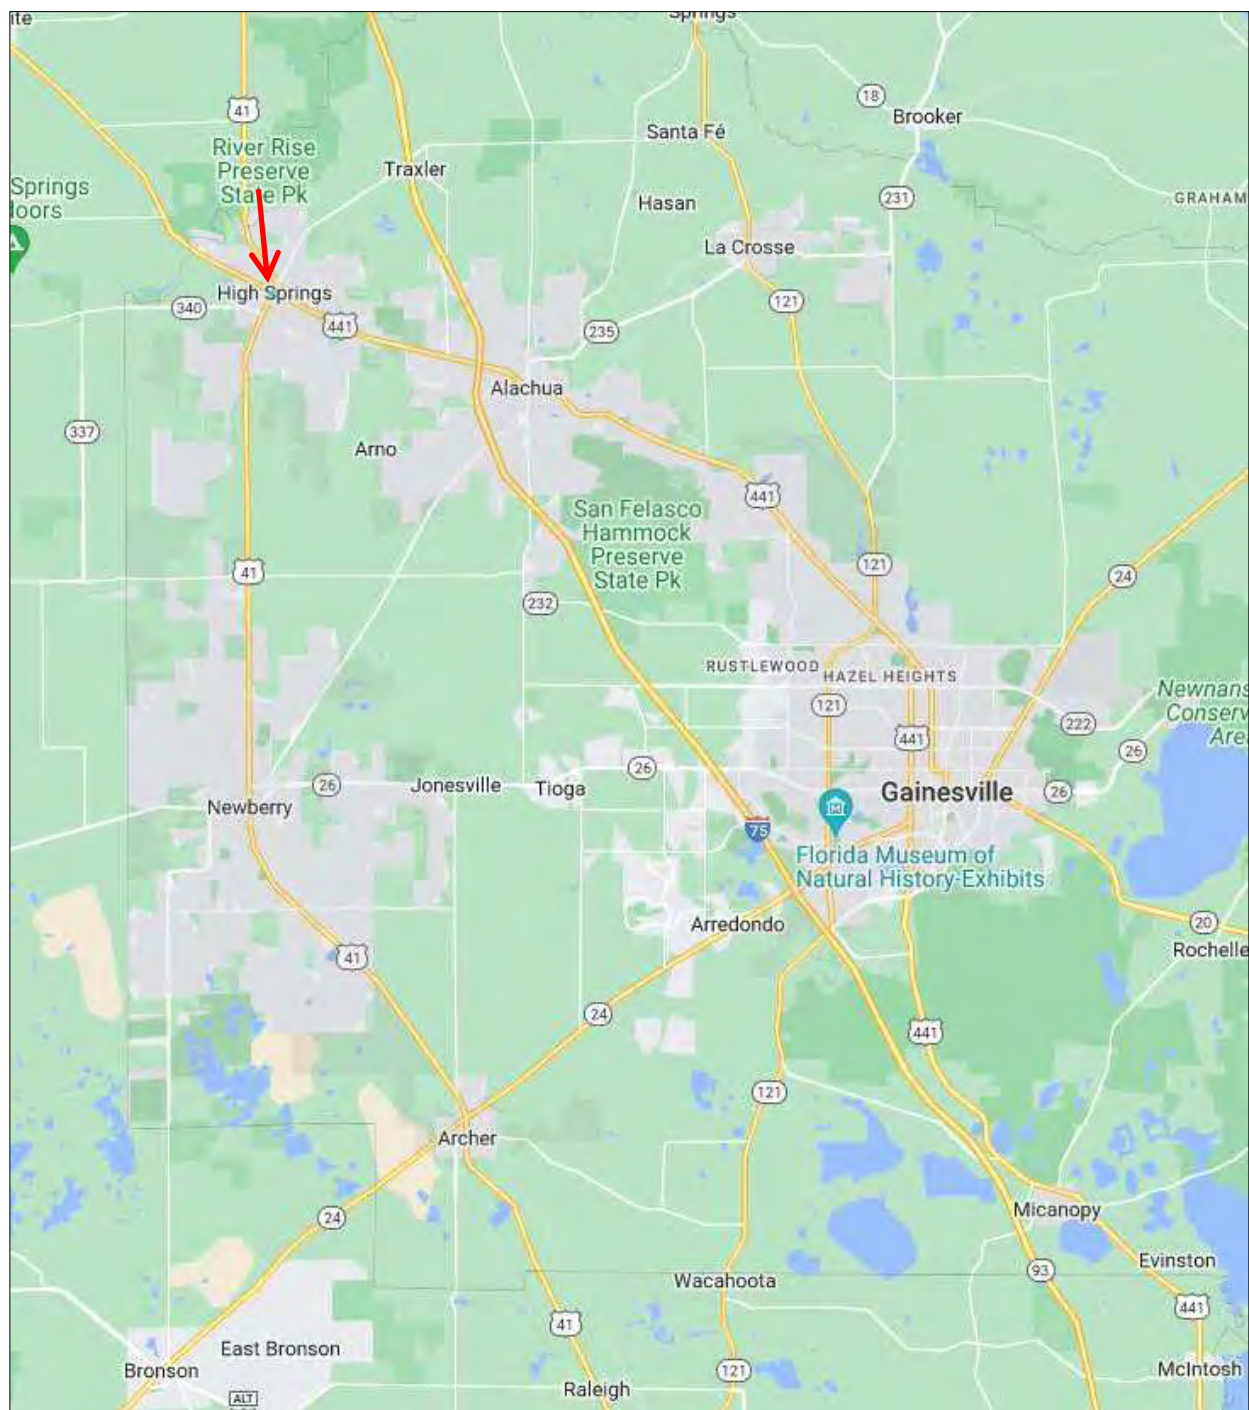 ite
Springs
41
18
Brooker
Santa Fé
River Rise
Preserve
State Pk
Traxler
Springs
doors
Hasan
231
GRAHAM
La Crosse
High Springs
340
441
121
235
Alachua
337
Arno
441
San Felasco
Hammock
Preserve
State Pk
41
121
24
232
RUSTLEWOOD
HAZEL HEIGHTS
Newnans
Conserv
Area
121
222
441
26
26
26
Jonesville
Tioga
Gainesville
26
Newberry
75
Florida Museum of
Natural History-Exhibits
Arredondo
20
Rochelle
41
24
441
121
Archer
24
Micanopy
Wacahoota
93
Evinston
441
41
East Bronson
Bronson
121
McIntosh
Raleigh
ALT